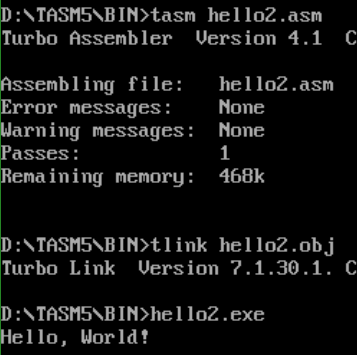 D:\TASM5\BIN>tasm hello2.asm
Turbo Assembler  Version 4.1  C
Assembling file:   hello2.asm
Error messages:    None
Warning messages:  None
Passes:            1
Remaining memory:  468k
D:\TASM5\BIN>tlink hello2.obj
Turbo Link  Version 7.1.30.1. C
D:\TASM5\BIN>hello2.exe
Hello, World!